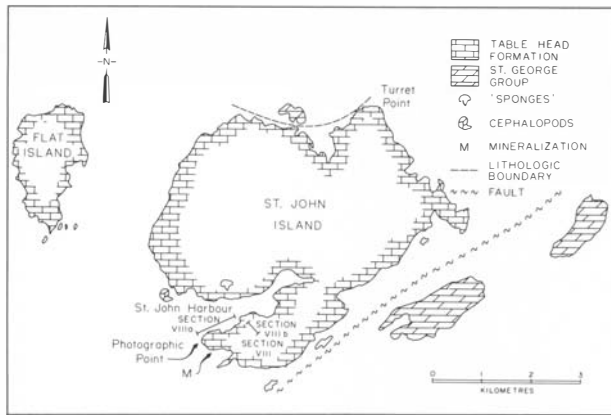 -N-
TABLE HEAD
FORMATION
ST. GEORGE
GROUP
'SPONGES'
CEPHALOPODS
M MINERALIZATION
LITHOLOGIC
BOUNDARY
FAULT
Turret
Point
FLAT
ISLAND
ST. JOHN
ISLAND
St. John Harbour
SECTION
VIIIa
SECTION
VIIIb
SECTION
VIII
Photographic
Point
M
0 1 2 3
KILOMETRES